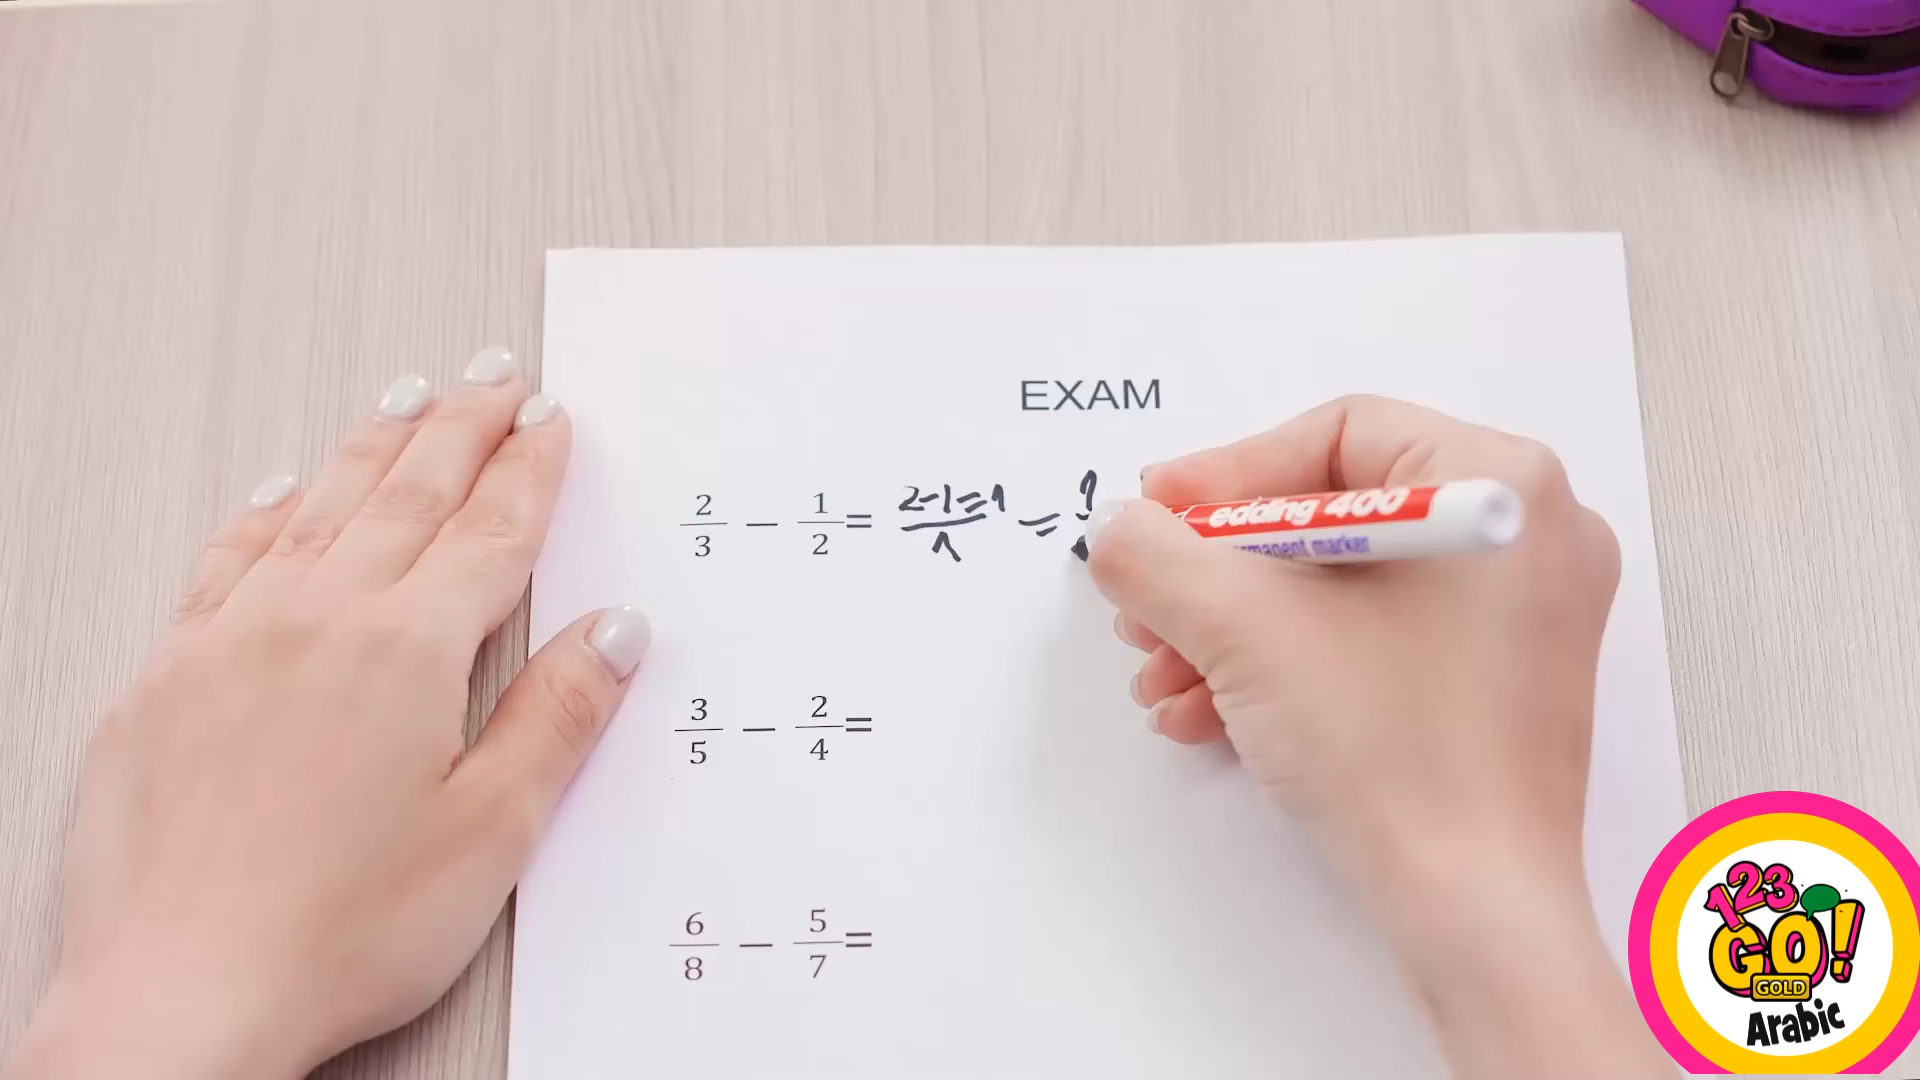 EXAM
2/3 − 1/2 = 2-1=1/1 = 1
3/5 − 2/4 =
6/8 − 5/7 =
edding 400
permanent marker
123
GO!
GOLD
Arabic